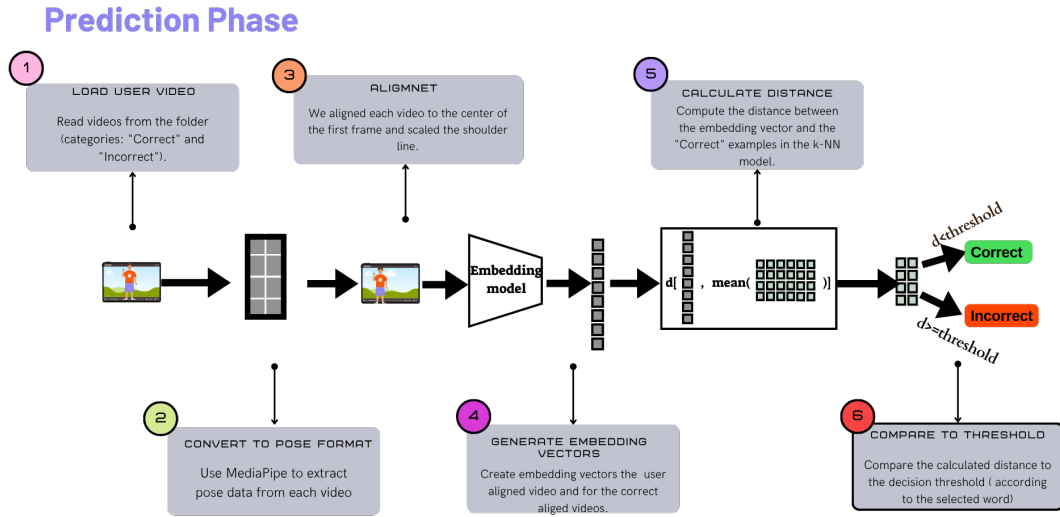 Prediction Phase
1
LOAD USER VIDEO
Read videos from the folder
(categories: "Correct" and
"Incorrect").
3
ALIGMNET
We aligned each video to the center of
the first frame and scaled the shoulder
line.
5
CALCULATE DISTANCE
Compute the distance between
the embedding vector and the
"Correct" examples in the k-NN
model.
Embedding
model
d[ , mean( )]
d<threshold
Correct
Incorrect
d>=threshold
2
CONVERT TO POSE FORMAT
Use MediaPipe to extract
pose data from each video
4
GENERATE EMBEDDING
VECTORS
Create embedding vectors the user
aligned video and for the correct
aliged videos.
6
COMPARE TO THRESHOLD
Compare the calculated distance to
the decision threshold ( according
to the selected word)